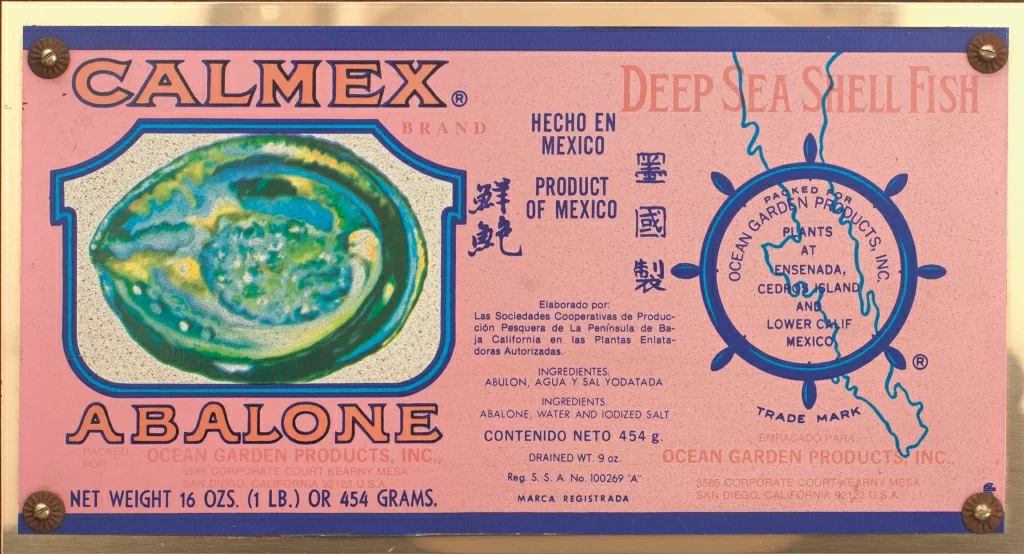 CALMEX ®
BRAND
ABALONE
PACKED
FOR
OCEAN GARDEN PRODUCTS, INC.,
3585 CORPORATE COURT KEARNY MESA
SAN DIEGO, CALIFORNIA 92123 U.S.A.
NET WEIGHT 16 OZS. (1 LB.) OR 454 GRAMS.
鮮
鮑
HECHO EN
MEXICO
PRODUCT
OF MEXICO
墨
國
製
Elaborado por:
Las Sociedades Cooperativas de Produc-
ción Pesquera de La Península de Ba-
ja California en las Plantas Enlata-
doras Autorizadas.
INGREDIENTES:
ABULON, AGUA Y SAL YODATADA
INGREDIENTS:
ABALONE, WATER AND IODIZED SALT
CONTENIDO NETO 454 g.
DRAINED WT. 9 oz.
Reg. S. S. A. No. 100269 "A"
MARCA REGISTRADA
DEEP SEA SHELL FISH
PACKED FOR
OCEAN GARDEN PRODUCTS, INC.
PLANTS
AT
ENSENADA,
CEDROS ISLAND
AND
LOWER CALIF
MEXICO
®
TRADE MARK
EMPACADO PARA:
OCEAN GARDEN PRODUCTS, INC.,
3585 CORPORATE COURT KEARNY MESA
SAN DIEGO, CALIFORNIA 92123 U.S.A.